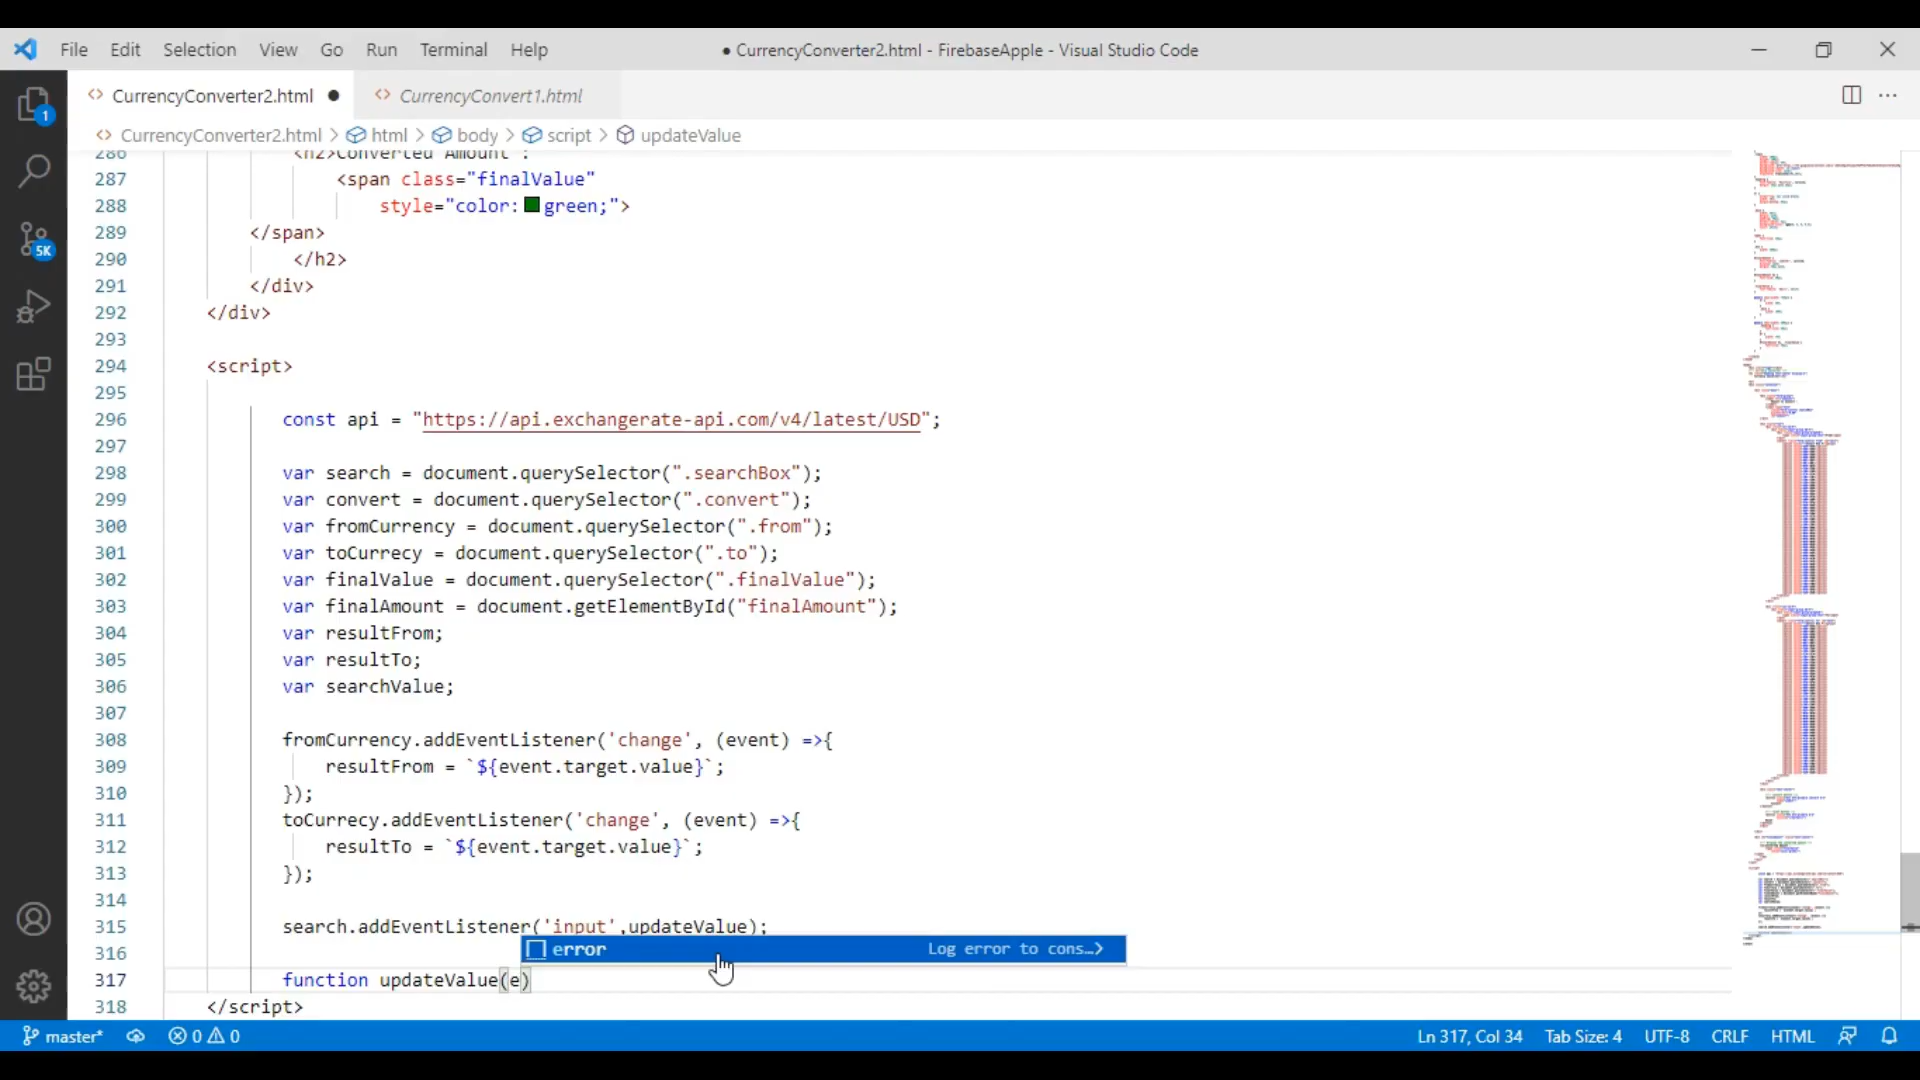 File Edit Selection View Go Run Terminal Help
● CurrencyConverter2.html - FirebaseApple - Visual Studio Code
CurrencyConverter2.html ●
CurrencyConvert1.html
CurrencyConverter2.html > html > body > script > updateValue
286 <h2>Converted Amount :
287 <span class="finalValue"
288 style="color: green;">
289 </span>
290 </h2>
291 </div>
292 </div>
293
294 <script>
295
296 const api = "https://api.exchangerate-api.com/v4/latest/USD";
297
298 var search = document.querySelector(".searchBox");
299 var convert = document.querySelector(".convert");
300 var fromCurrency = document.querySelector(".from");
301 var toCurrecy = document.querySelector(".to");
302 var finalValue = document.querySelector(".finalValue");
303 var finalAmount = document.getElementById("finalAmount");
304 var resultFrom;
305 var resultTo;
306 var searchValue;
307
308 fromCurrency.addEventListener('change', (event) =>{
309 resultFrom = `${event.target.value}`;
310 });
311 toCurrecy.addEventListener('change', (event) =>{
312 resultTo = `${event.target.value}`;
313 });
314
315 search.addEventListener('input',updateValue);
316
error Log error to cons…
317 function updateValue(e)
318 </script>
1
5K
master* 0 0 Ln 317, Col 34 Tab Size: 4 UTF-8 CRLF HTML